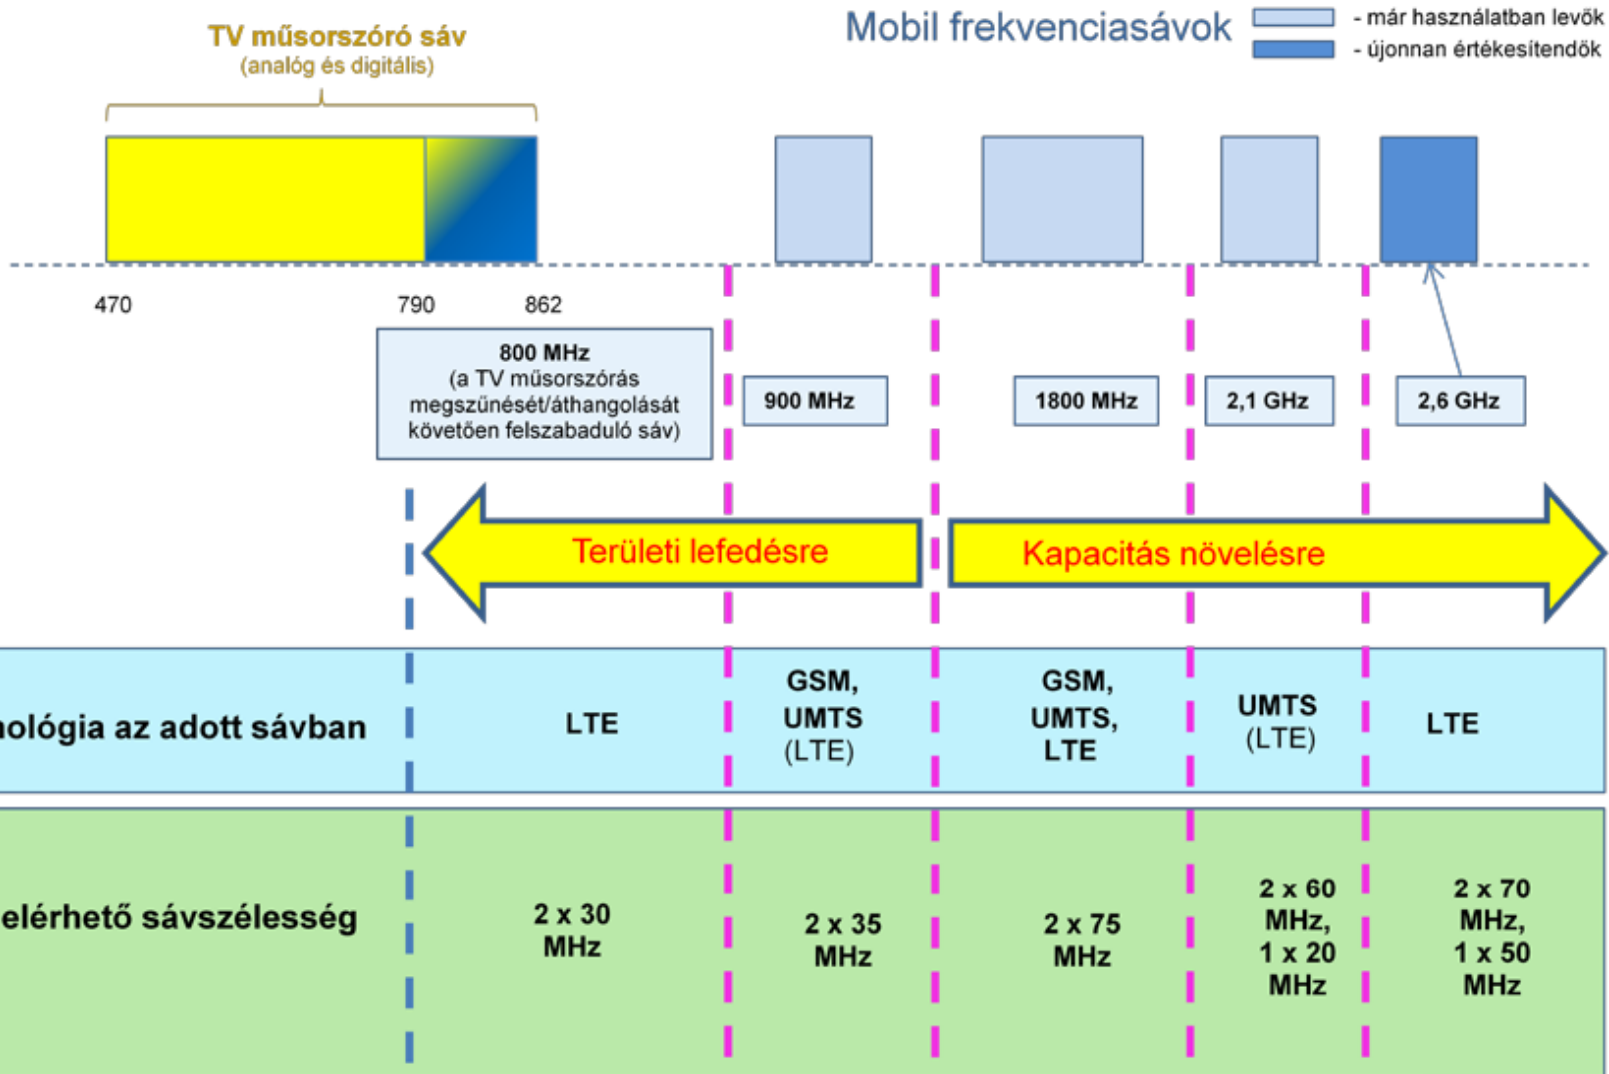 TV műsorszóró sáv
(analóg és digitális)
Mobil frekvenciasávok
- már használatban levők
- újonnan értékesítendők
470
790
862
800 MHz
(a TV műsorszórás
megszűnését/áthangolását
követően felszabaduló sáv)
900 MHz
1800 MHz
2,1 GHz
2,6 GHz
Területi lefedésre
Kapacitás növelésre
nológia az adott sávban
LTE
GSM,
UMTS
(LTE)
GSM,
UMTS,
LTE
UMTS
(LTE)
LTE
elérhető sávszélesség
2 x 30
MHz
2 x 35
MHz
2 x 75
MHz
2 x 60
MHz,
1 x 20
MHz
2 x 70
MHz,
1 x 50
MHz